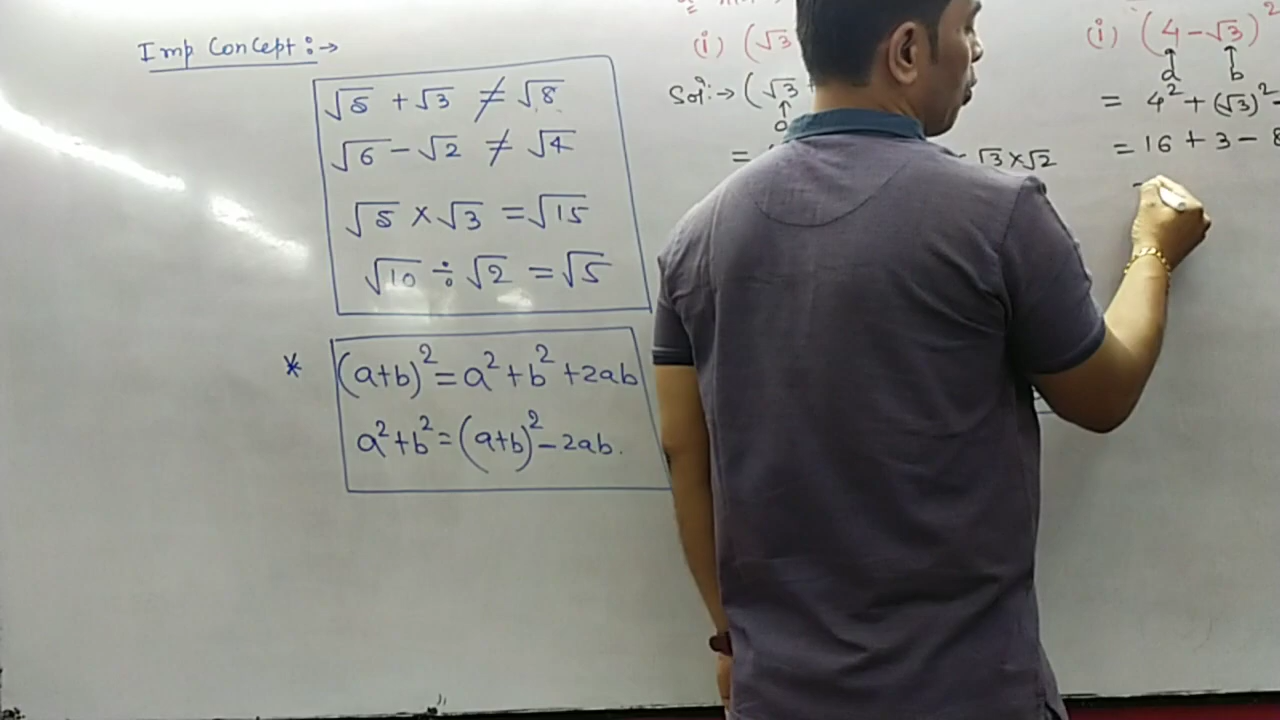 Imp Concept :→
√5 + √3 ≠ √8
√6 − √2 ≠ √4
√5 × √3 = √15
√10 ÷ √2 = √5
* (a+b)² = a² + b² + 2ab
a² + b² = (a+b)² − 2ab.
(i) (√3
Sol:→ (√3 +
a
=
− √3 × √2
(i) (4 − √3)²
a b
= 4² + (√3)² −
= 16 + 3 − 8